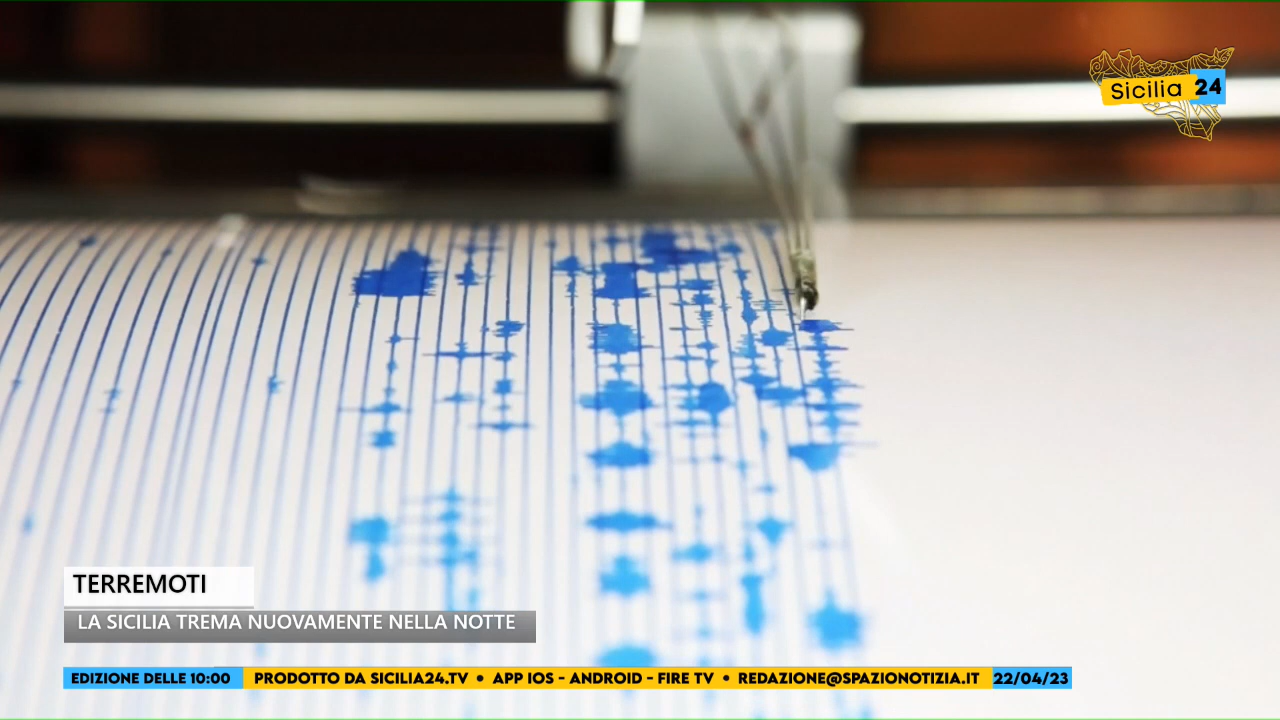 Sicilia 24
TERREMOTI
LA SICILIA TREMA NUOVAMENTE NELLA NOTTE
EDIZIONE DELLE 10:00 PRODOTTO DA SICILIA24.TV • APP IOS - ANDROID - FIRE TV • REDAZIONE@SPAZIONOTIZIA.IT 22/04/23